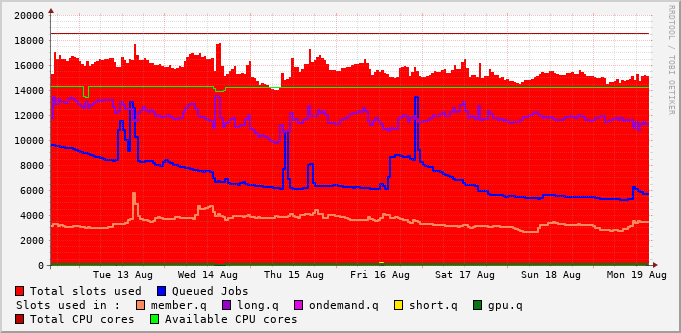 20000
18000
16000
14000
12000
10000
8000
6000
4000
2000
0
Tue 13 Aug Wed 14 Aug Thu 15 Aug Fri 16 Aug Sat 17 Aug Sun 18 Aug Mon 19 Aug
Total slots used Queued Jobs
Slots used in : member.q long.q ondemand.q short.q gpu.q
Total CPU cores Available CPU cores
RRDTOOL / TOBI OETIKER